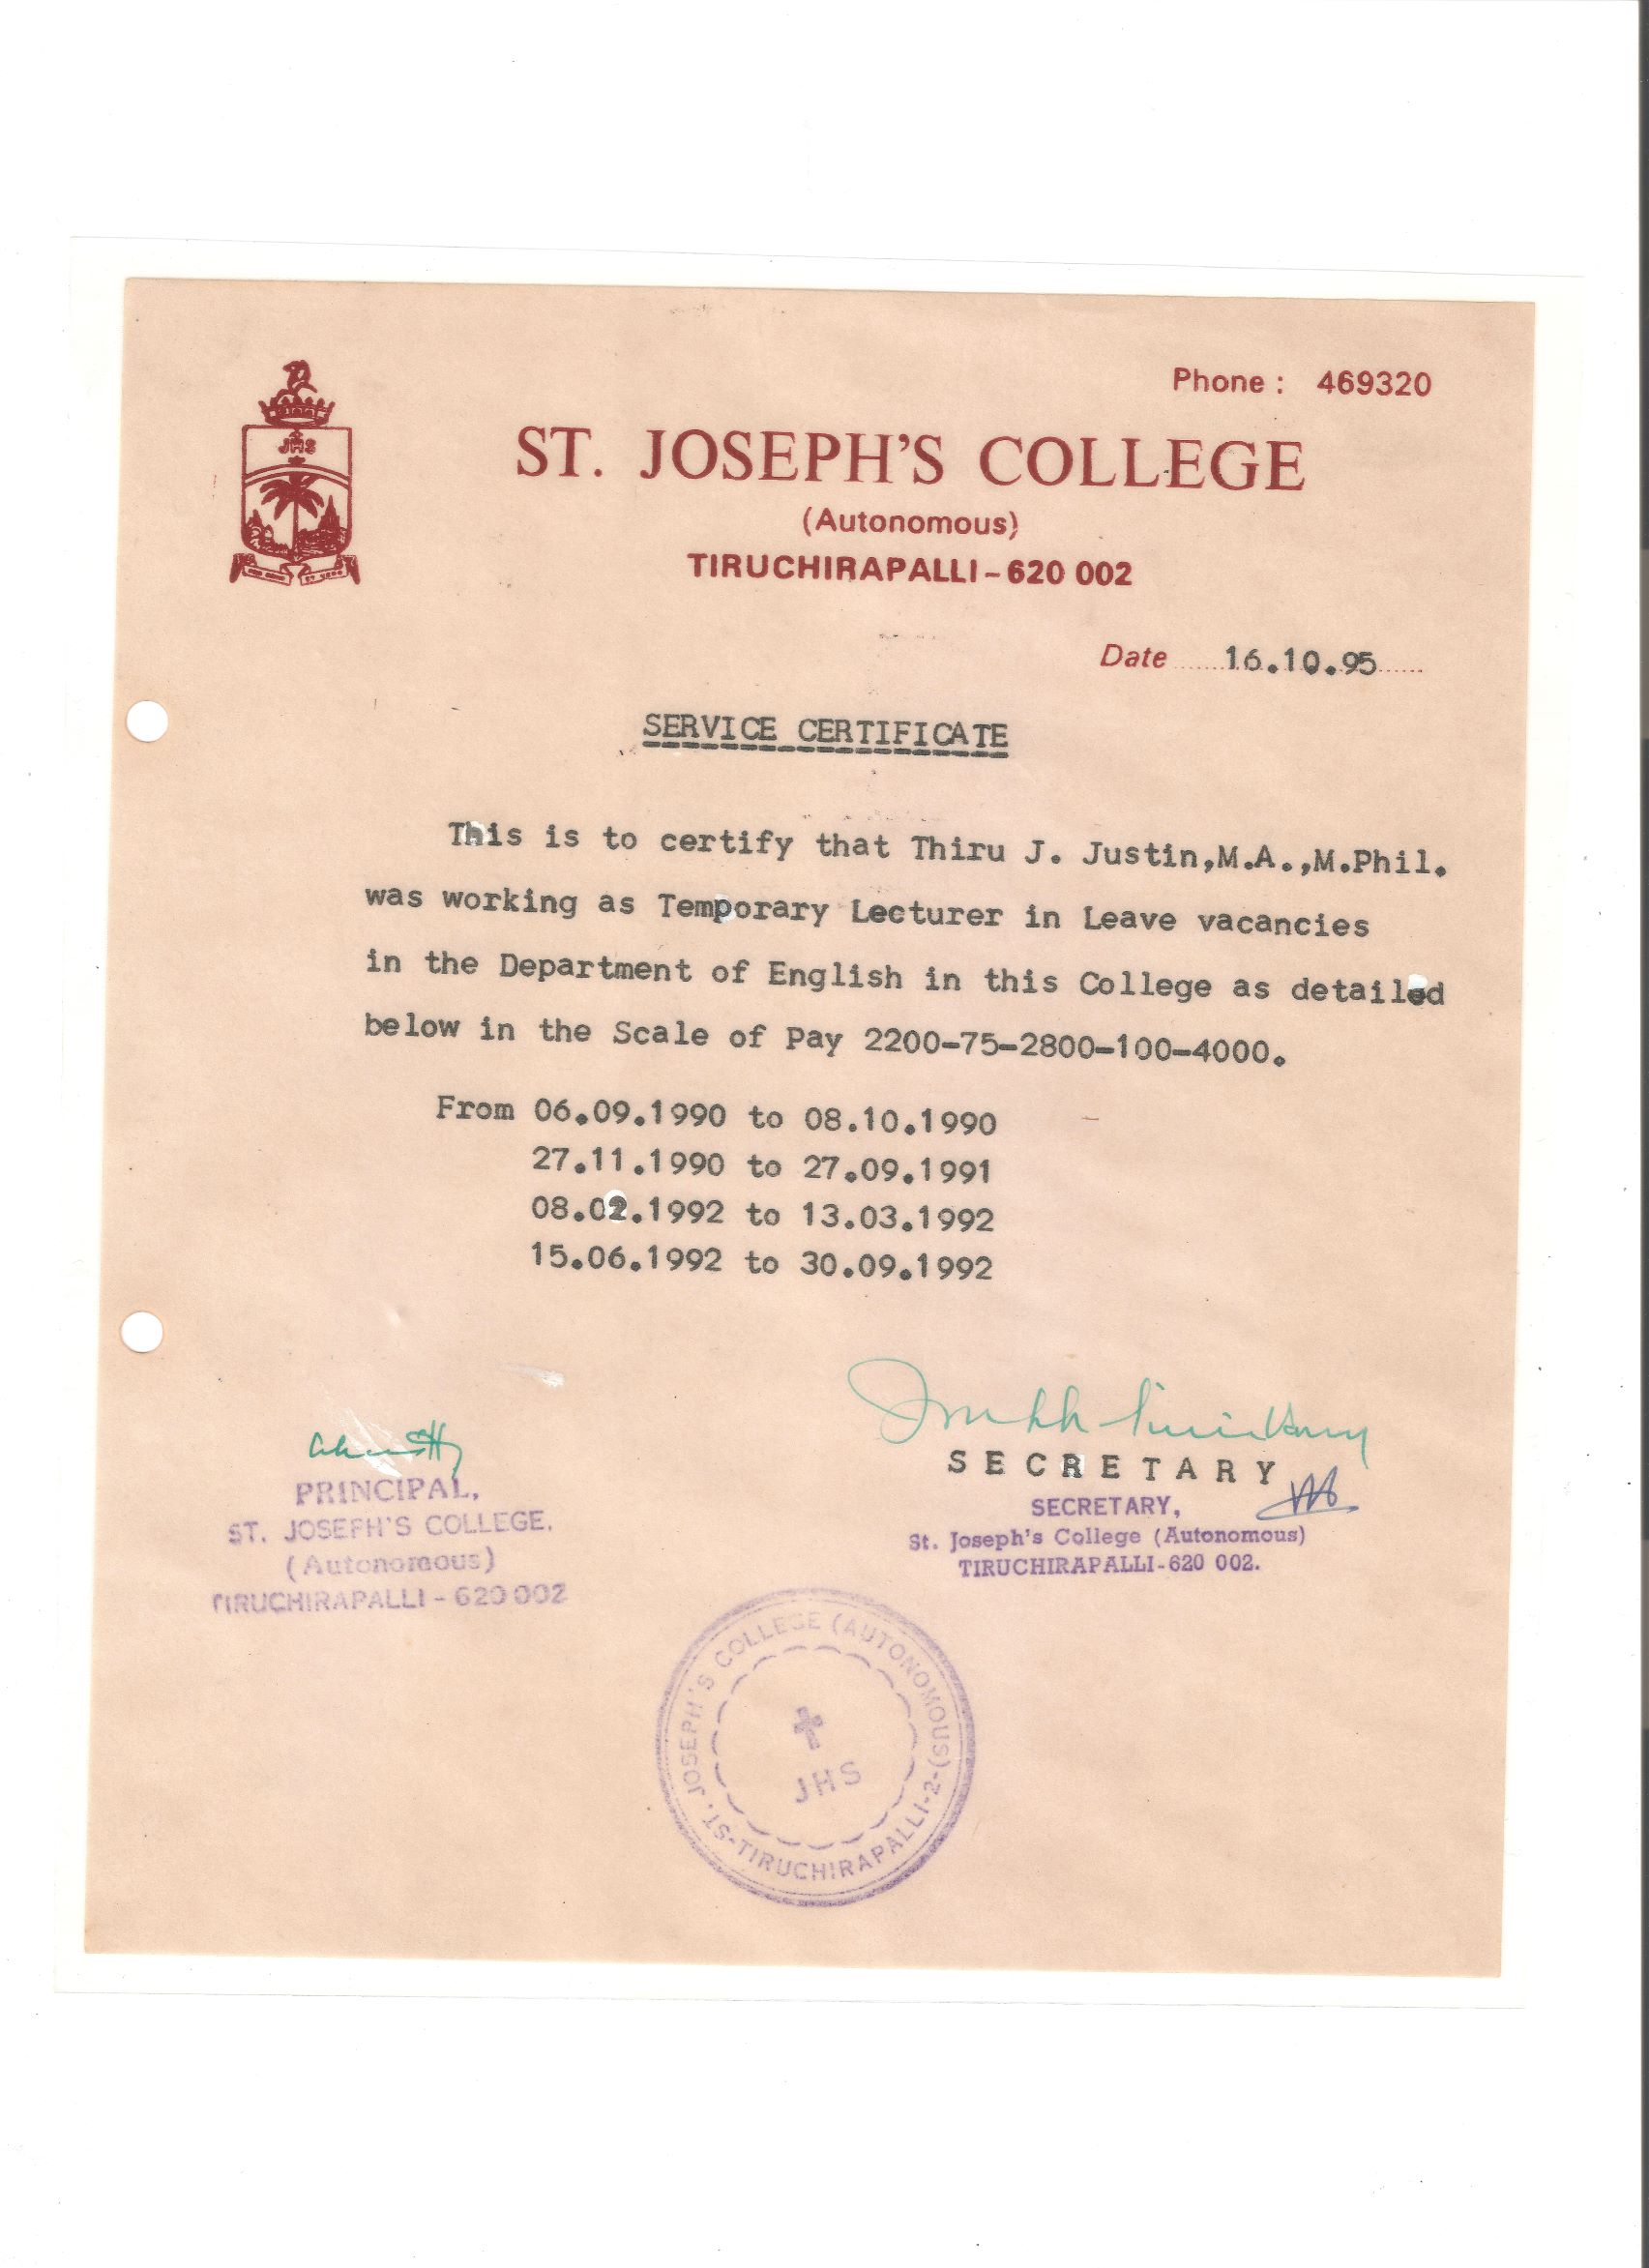 Phone : 469320
JHS
ST. JOSEPH'S COLLEGE
(Autonomous)
TIRUCHIRAPALLI – 620 002
Date ......16.10.95......
SERVICE CERTIFICATE
This is to certify that Thiru J. Justin,M.A.,M.Phil.
was working as Temporary Lecturer in Leave vacancies
in the Department of English in this College as detailed
below in the Scale of Pay 2200-75-2800-100-4000.
From 06.09.1990 to 08.10.1990
27.11.1990 to 27.09.1991
08.02.1992 to 13.03.1992
15.06.1992 to 30.09.1992
SECRETARY
PRINCIPAL,
ST. JOSEPH'S COLLEGE.
(Autonomous)
TIRUCHIRAPALLI - 620 002
SECRETARY,
St. Joseph's College (Autonomous)
TIRUCHIRAPALLI-620 002.
ST. JOSEPH'S COLLEGE (AUTONOMOUS)-TIRUCHIRAPALLI-2-
JHS